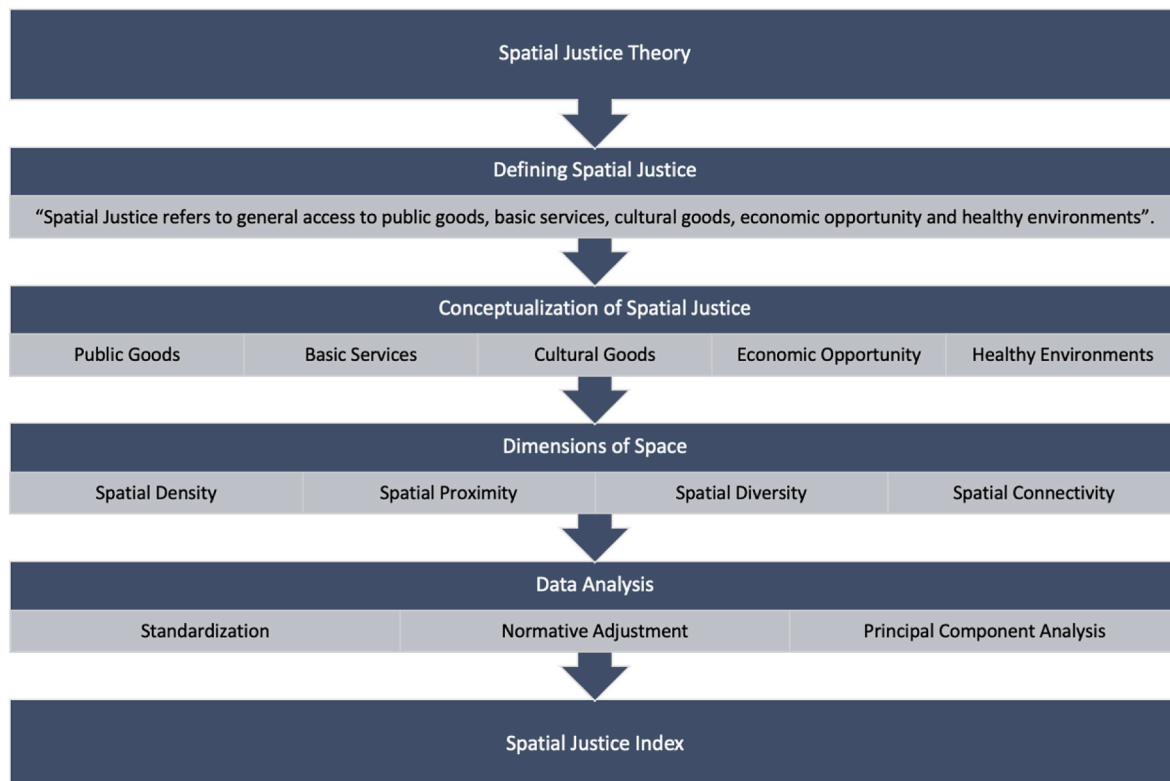 Spatial Justice Theory
Defining Spatial Justice
“Spatial Justice refers to general access to public goods, basic services, cultural goods, economic opportunity and healthy environments”.
Conceptualization of Spatial Justice
Public Goods Basic Services Cultural Goods Economic Opportunity Healthy Environments
Dimensions of Space
Spatial Density Spatial Proximity Spatial Diversity Spatial Connectivity
Data Analysis
Standardization Normative Adjustment Principal Component Analysis
Spatial Justice Index